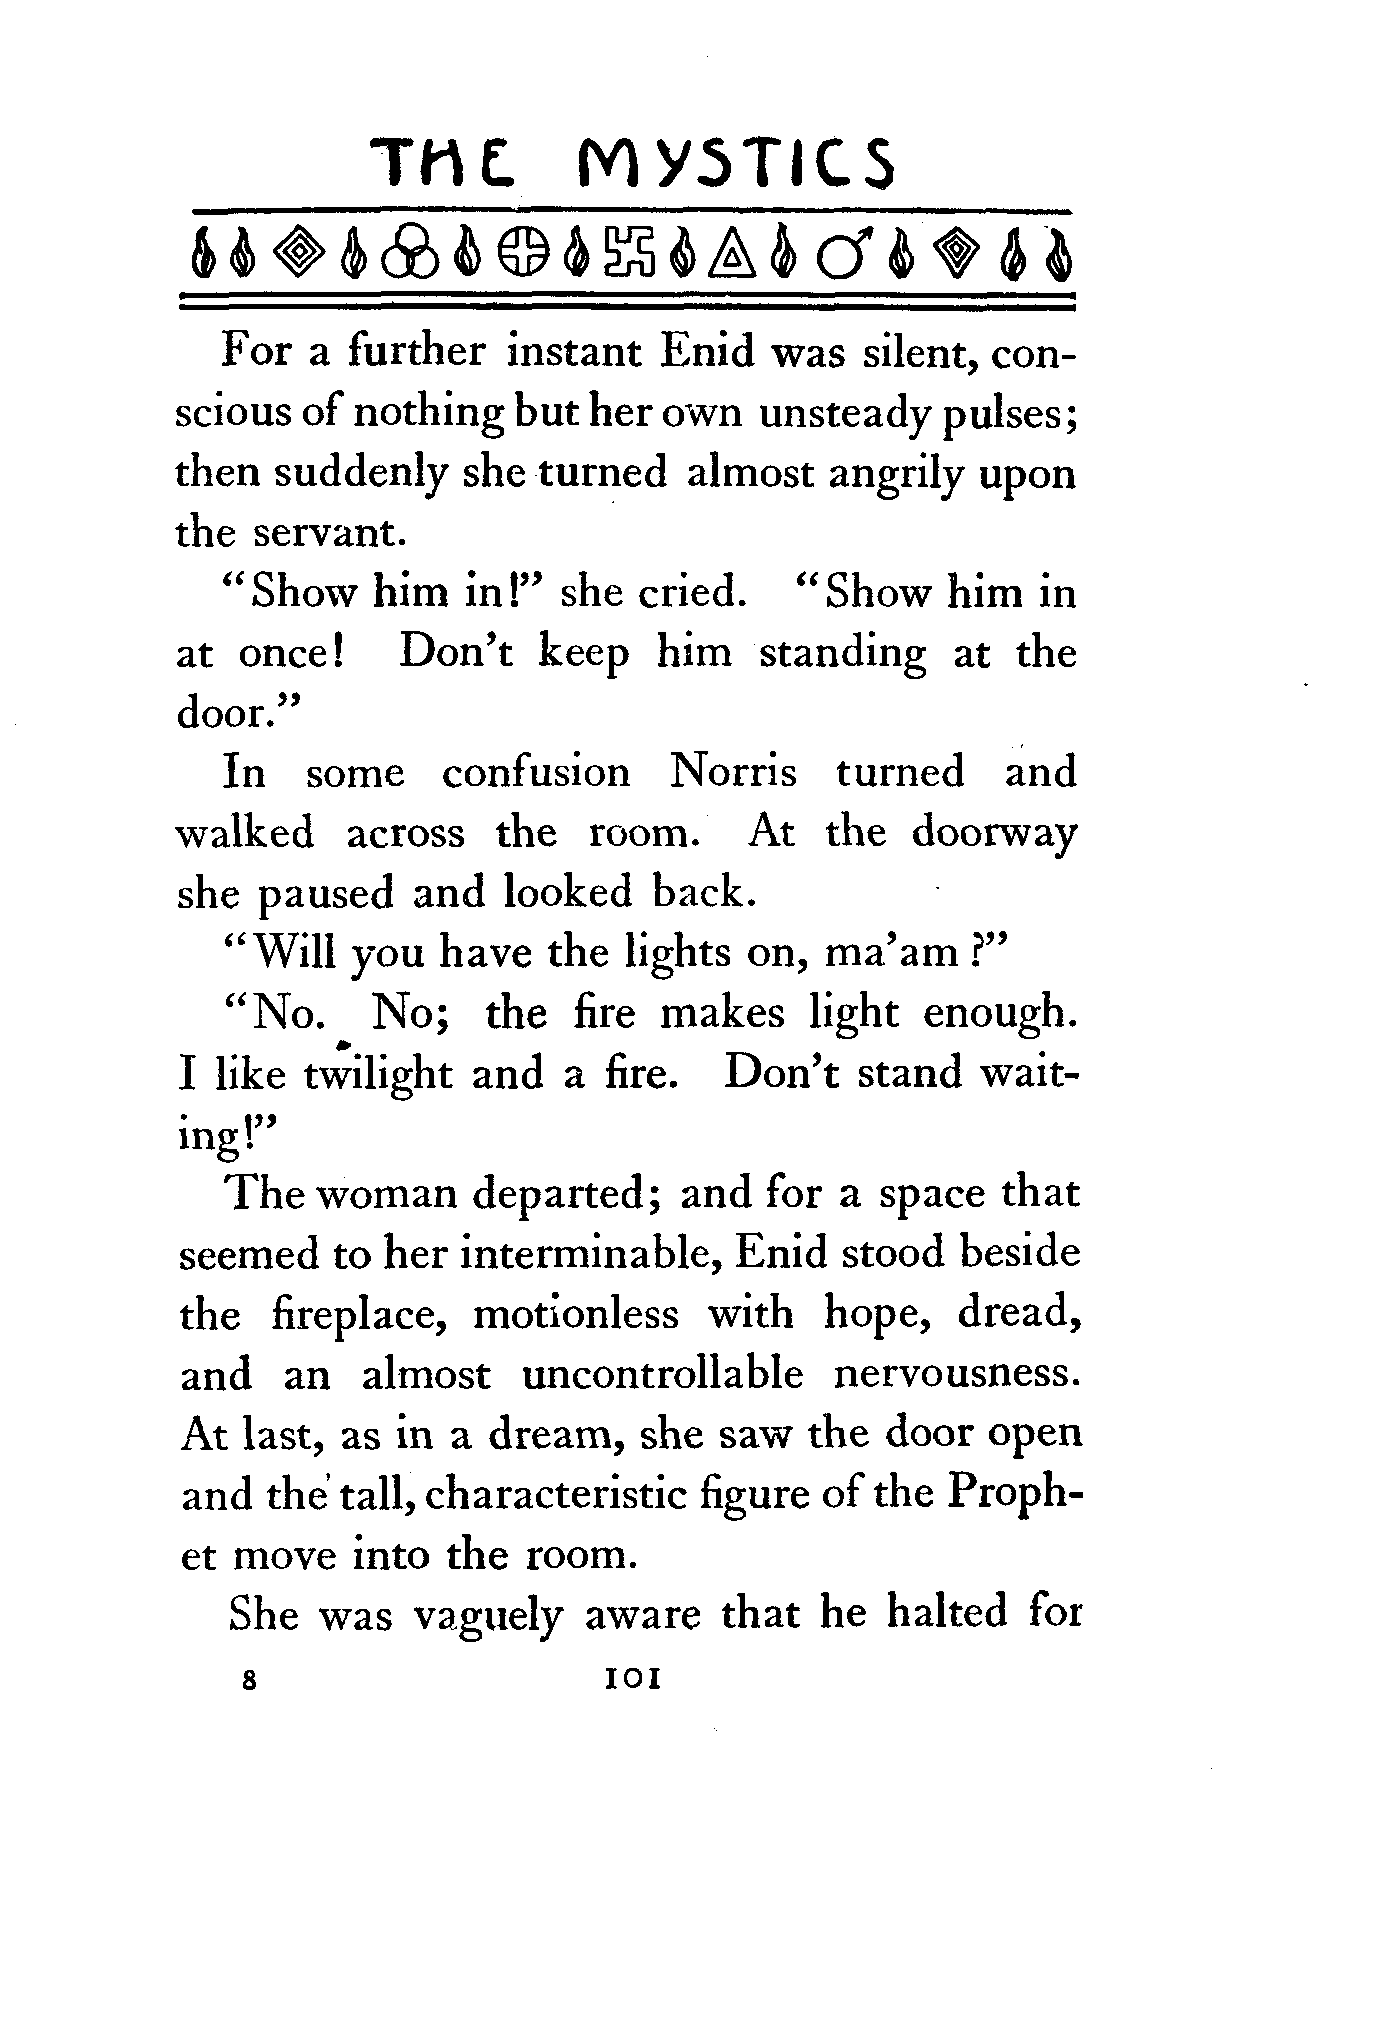 THE MYSTICS
For a further instant Enid was silent, con-
scious of nothing but her own unsteady pulses;
then suddenly she turned almost angrily upon
the servant.
"Show him in!" she cried. "Show him in
at once! Don't keep him standing at the
door."
In some confusion Norris turned and
walked across the room. At the doorway
she paused and looked back.
"Will you have the lights on, ma'am?"
"No. No; the fire makes light enough.
I like twilight and a fire. Don't stand wait-
ing!"
The woman departed; and for a space that
seemed to her interminable, Enid stood beside
the fireplace, motionless with hope, dread,
and an almost uncontrollable nervousness.
At last, as in a dream, she saw the door open
and the tall, characteristic figure of the Proph-
et move into the room.
She was vaguely aware that he halted for
8 101